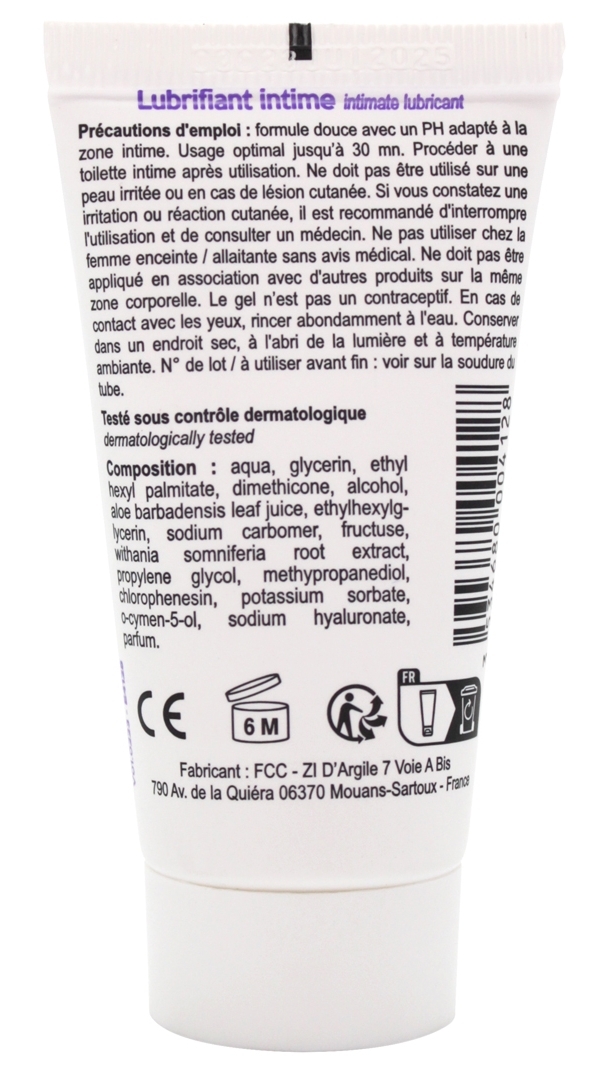 2025
Lubrifiant intime intimate lubricant
Précautions d'emploi : formule douce avec un PH adapté à la
zone intime. Usage optimal jusqu'à 30 mn. Procéder à une
toilette intime après utilisation. Ne doit pas être utilisé sur une
peau irritée ou en cas de lésion cutanée. Si vous constatez une
irritation ou réaction cutanée, il est recommandé d'interrompre
l'utilisation et de consulter un médecin. Ne pas utiliser chez la
femme enceinte / allaitante sans avis médical. Ne doit pas être
appliqué en association avec d'autres produits sur la même
zone corporelle. Le gel n'est pas un contraceptif. En cas de
contact avec les yeux, rincer abondamment à l'eau. Conserver
dans un endroit sec, à l'abri de la lumière et à température
ambiante. N° de lot / à utiliser avant fin : voir sur la soudure du
tube.
Testé sous contrôle dermatologique
dermatologically tested
Composition : aqua, glycerin, ethyl
hexyl palmitate, dimethicone, alcohol,
aloe barbadensis leaf juice, ethylhexylg-
lycerin, sodium carbomer, fructuse,
withania somniferia root extract,
propylene glycol, methypropanediol,
chlorophenesin, potassium sorbate,
o-cymen-5-ol, sodium hyaluronate,
parfum.
CE
6 M
FR
Fabricant : FCC - ZI D'Argile 7 Voie A Bis
790 Av. de la Quiéra 06370 Mouans-Sartoux - France